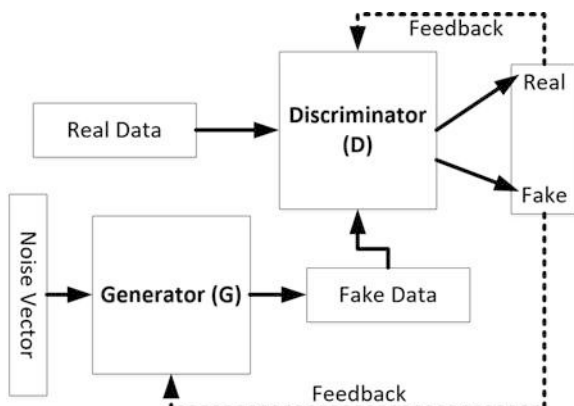 Feedback
Real
Real Data
Discriminator
(D)
Fake
Noise Vector
Generator (G)
Fake Data
Feedback